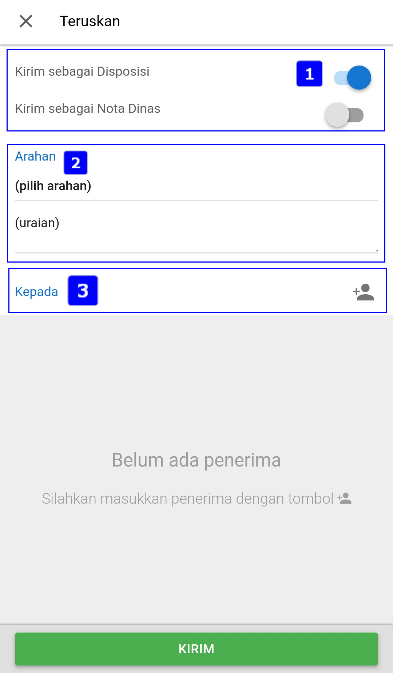 Teruskan
Kirim sebagai Disposisi 1
Kirim sebagai Nota Dinas
Arahan 2
(pilih arahan)
(uraian)
Kepada 3
Belum ada penerima
Silahkan masukkan penerima dengan tombol
KIRIM